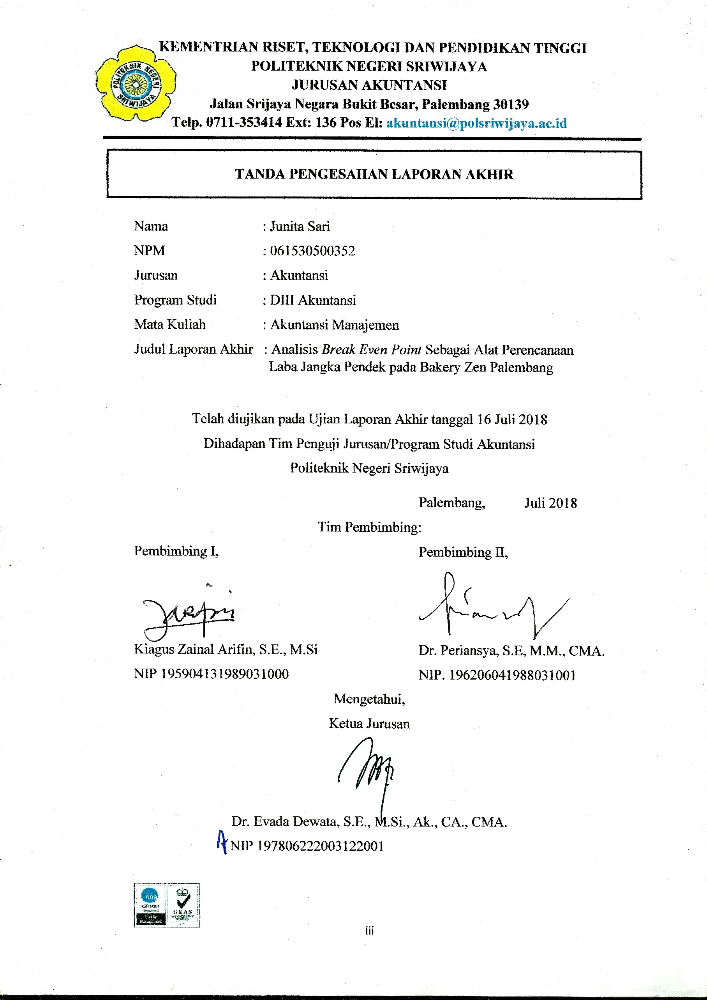 KEMENTRIAN RISET, TEKNOLOGI DAN PENDIDIKAN TINGGI
POLITEKNIK NEGERI SRIWIJAYA
JURUSAN AKUNTANSI
Jalan Srijaya Negara Bukit Besar, Palembang 30139
Telp. 0711-353414 Ext: 136 Pos El: akuntansi@polsriwijaya.ac.id
POLITEKNIK NEGERI
SRIWIJAYA
TANDA PENGESAHAN LAPORAN AKHIR
Nama : Junita Sari
NPM : 061530500352
Jurusan : Akuntansi
Program Studi : DIII Akuntansi
Mata Kuliah : Akuntansi Manajemen
Judul Laporan Akhir : Analisis Break Even Point Sebagai Alat Perencanaan
Laba Jangka Pendek pada Bakery Zen Palembang
Telah diujikan pada Ujian Laporan Akhir tanggal 16 Juli 2018
Dihadapan Tim Penguji Jurusan/Program Studi Akuntansi
Politeknik Negeri Sriwijaya
Palembang, Juli 2018
Tim Pembimbing:
Pembimbing I, Pembimbing II,
Kiagus Zainal Arifin, S.E., M.Si Dr. Periansya, S.E, M.M., CMA.
NIP 195904131989031000 NIP. 196206041988031001
Mengetahui,
Ketua Jurusan
Dr. Evada Dewata, S.E., M.Si., Ak., CA., CMA.
NIP 197806222003122001
nqa
ISO 9001
Quality
Management
UKAS
MANAGEMENT
SYSTEMS
iii